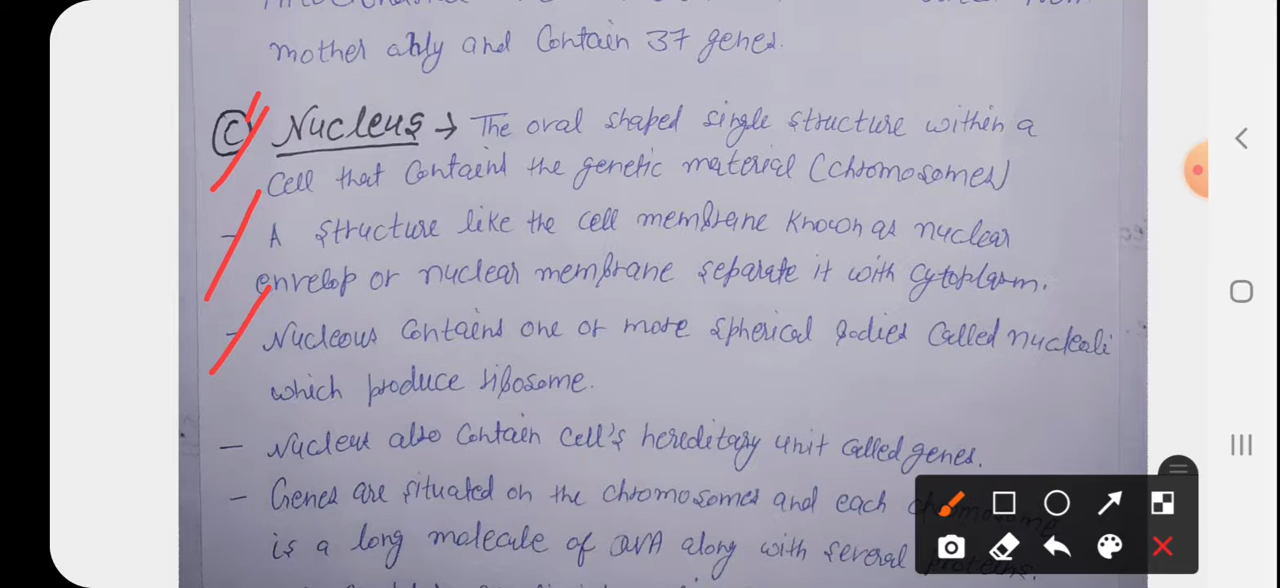 mother only and Contain 37 genes.
(C) Nucleus → The oval shaped single structure within a
cell that contains the genetic material (chromosomes)
- A structure like the cell membrane known as nuclear
envelop or nuclear membrane separate it with cytoplasm.
- Nucleous contains one or more spherical bodies called nucleoli
which produce ribosome.
- Nucleus also contain cell's hereditary unit called genes.
- Genes are situated on the chromosomes and each chromosome
is a long molecule of DNA along with several proteins.